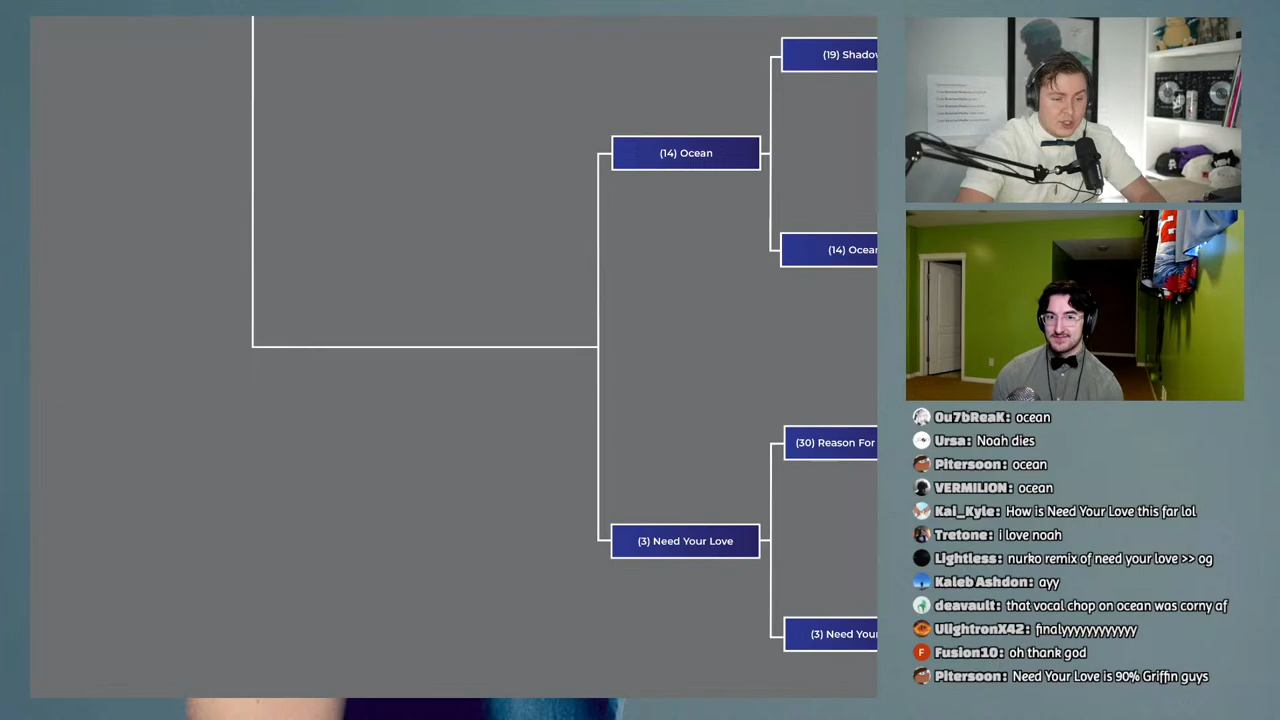 (19) Shadov
(14) Ocean
(14) Ocear
(30) Reason For
(3) Need Your Love
(3) Need Your
Ou7bReaK: ocean
Ursa: Noah dies
Pitersoon: ocean
VERMILION: ocean
Kai_Kyle: How is Need Your Love this far lol
Tretone: i love noah
Lightless: nurko remix of need your love >> og
Kaleb Ashdon: ayy
deavault: that vocal chop on ocean was corny af
UlightronX42: finalyyyyyyyyyyy
F Fusion10: oh thank god
Pitersoon: Need Your Love is 90% Griffin guys